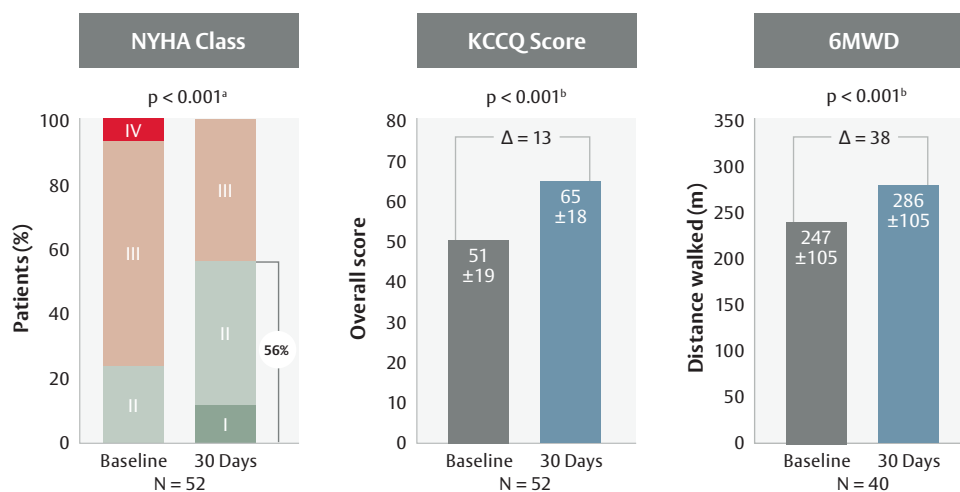 NYHA Class
p < 0.001ᵃ
Patients (%)
100
80
60
40
20
0
IV
III
II
III
II
I
56%
Baseline
30 Days
N = 52
KCCQ Score
p < 0.001ᵇ
Overall score
80
70
60
50
40
30
20
10
0
Δ = 13
51
±19
65
±18
Baseline
30 Days
N = 52
6MWD
p < 0.001ᵇ
Distance walked (m)
350
300
250
200
150
100
50
0
Δ = 38
247
±105
286
±105
Baseline
30 Days
N = 40